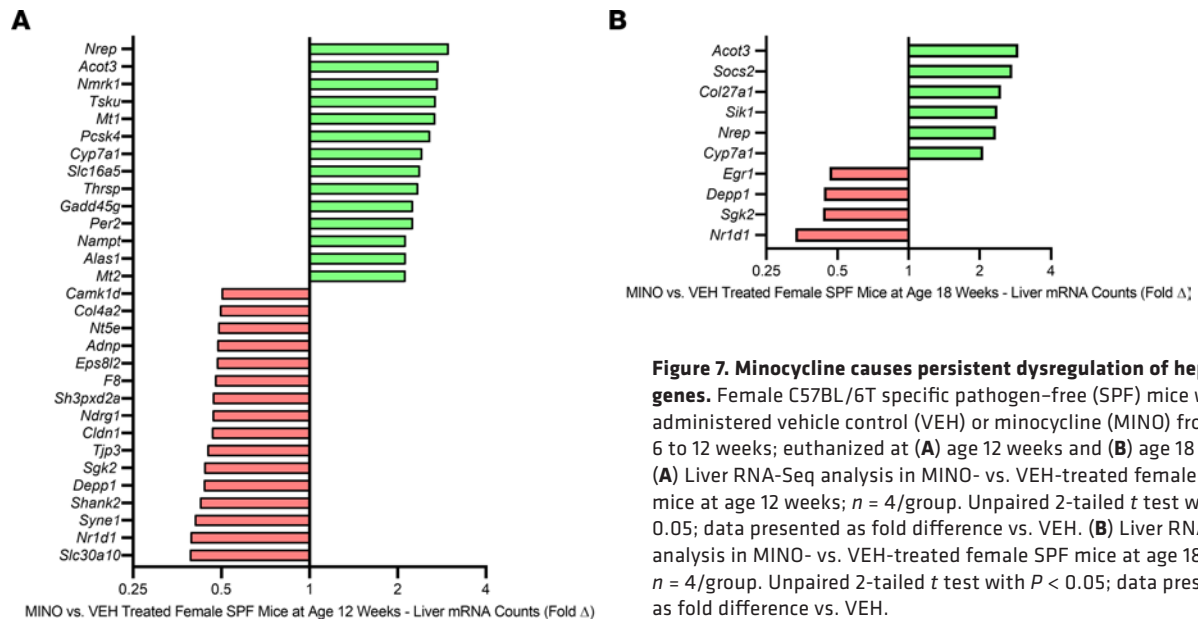 A
Nrep
Acot3
Nmrk1
Tsku
Mt1
Pcsk4
Cyp7a1
Slc16a5
Thrsp
Gadd45g
Per2
Nampt
Alas1
Mt2
Camk1d
Col4a2
Nt5e
Adnp
Eps8l2
F8
Sh3pxd2a
Ndrg1
Cldn1
Tjp3
Sgk2
Depp1
Shank2
Syne1
Nr1d1
Slc30a10
0.25 0.5 1 2 4
MINO vs. VEH Treated Female SPF Mice at Age 12 Weeks - Liver mRNA Counts (Fold Δ)
B
Acot3
Socs2
Col27a1
Sik1
Nrep
Cyp7a1
Egr1
Depp1
Sgk2
Nr1d1
0.25 0.5 1 2 4
MINO vs. VEH Treated Female SPF Mice at Age 18 Weeks - Liver mRNA Counts (Fold Δ)
Figure 7. Minocycline causes persistent dysregulation of hep
genes. Female C57BL/6T specific pathogen–free (SPF) mice w
administered vehicle control (VEH) or minocycline (MINO) fro
6 to 12 weeks; euthanized at (A) age 12 weeks and (B) age 18
(A) Liver RNA-Seq analysis in MINO- vs. VEH-treated female
mice at age 12 weeks; n = 4/group. Unpaired 2-tailed t test w
0.05; data presented as fold difference vs. VEH. (B) Liver RNA
analysis in MINO- vs. VEH-treated female SPF mice at age 18
n = 4/group. Unpaired 2-tailed t test with P < 0.05; data pres
as fold difference vs. VEH.